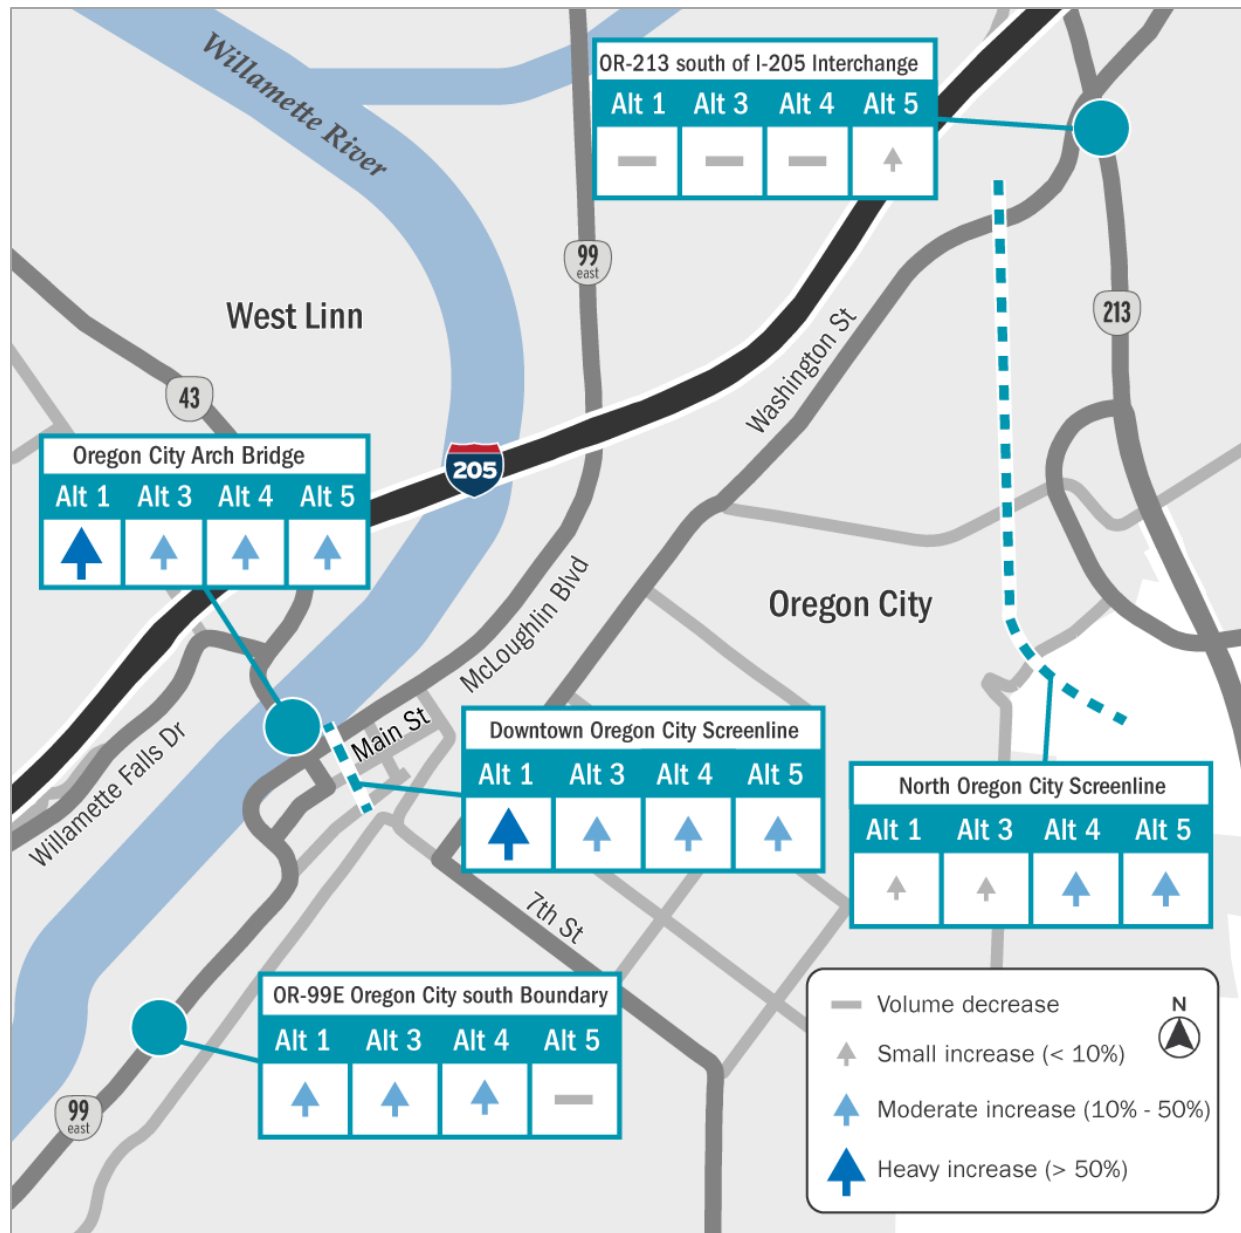 Willamette River
OR-213 south of I-205 Interchange
Alt 1 Alt 3 Alt 4 Alt 5
99
east
213
West Linn
Washington St
43
205
Oregon City Arch Bridge
Alt 1 Alt 3 Alt 4 Alt 5
Oregon City
McLoughlin Blvd
Main St
Willamette Falls Dr
Downtown Oregon City Screenline
Alt 1 Alt 3 Alt 4 Alt 5
North Oregon City Screenline
Alt 1 Alt 3 Alt 4 Alt 5
7th St
OR-99E Oregon City south Boundary
Alt 1 Alt 3 Alt 4 Alt 5
99
east
Volume decrease
N
Small increase (< 10%)
Moderate increase (10% - 50%)
Heavy increase (> 50%)